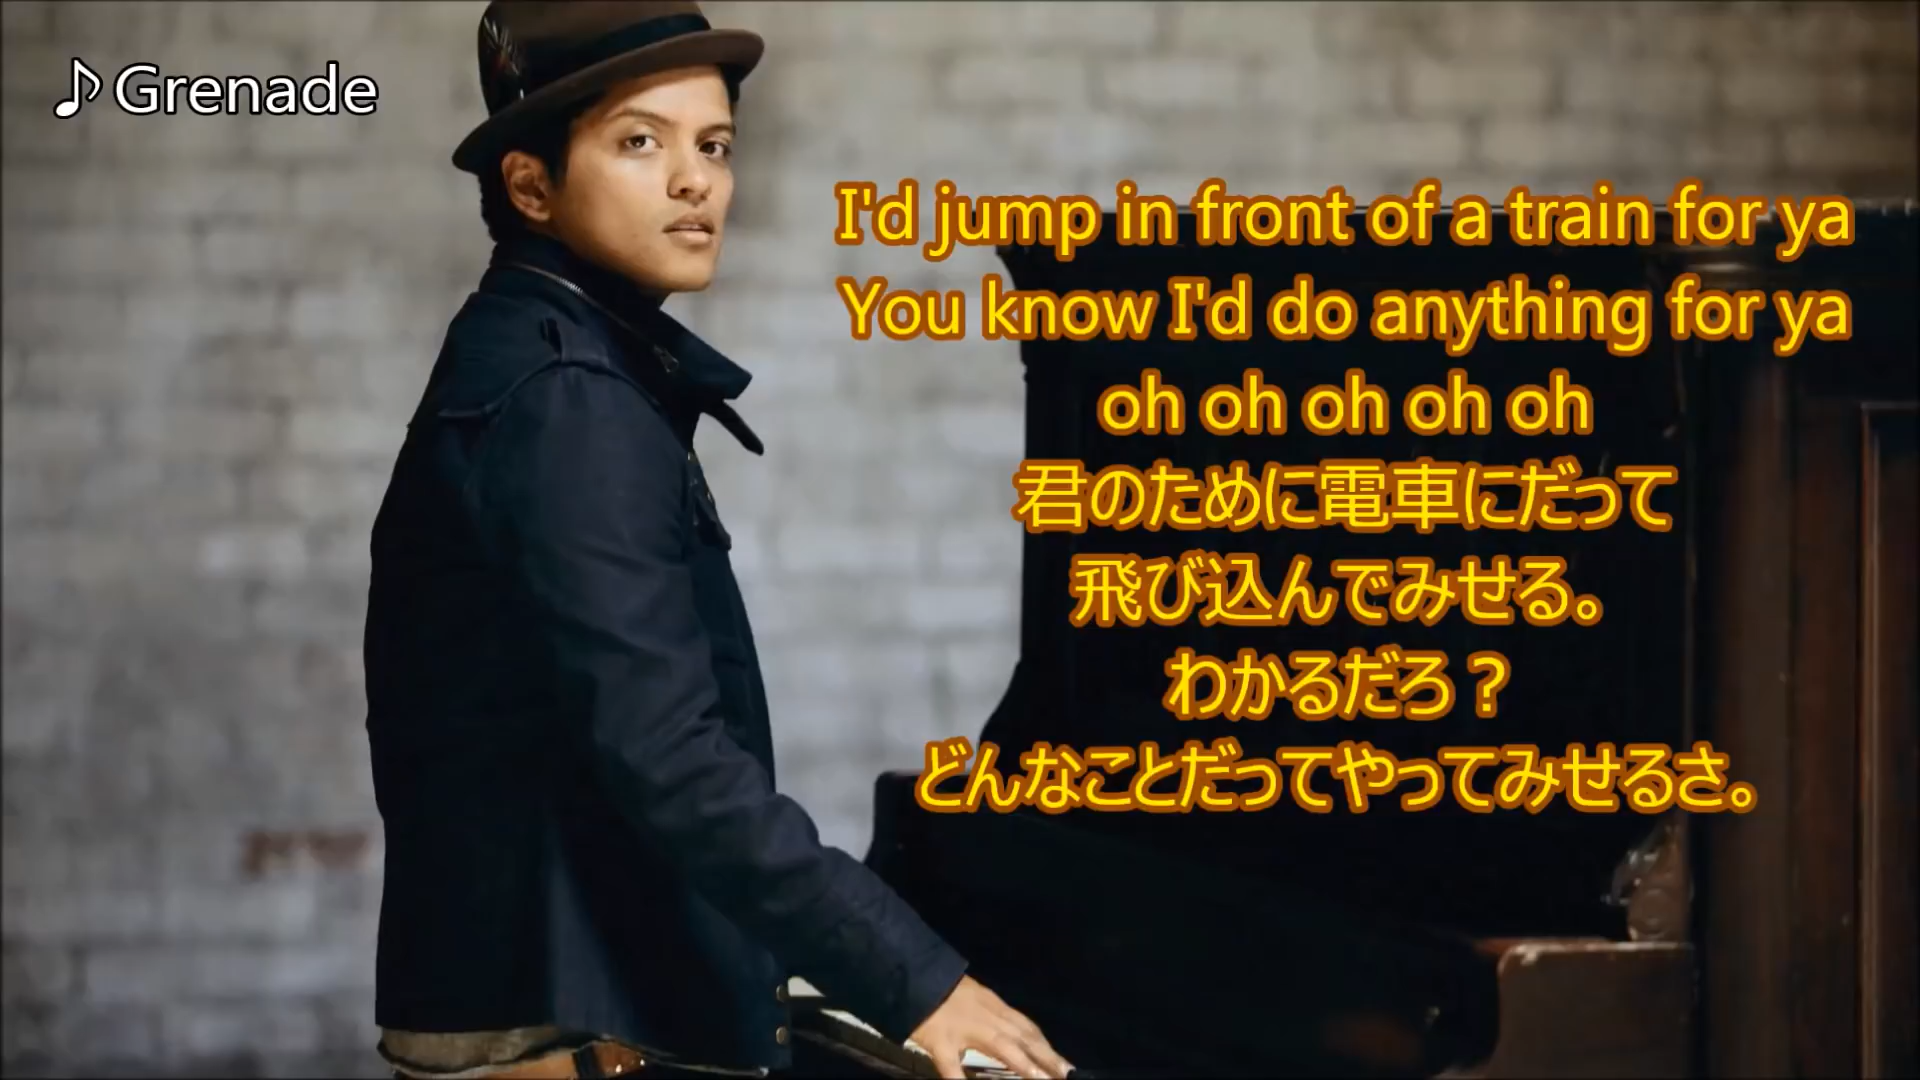 ♪Grenade
I'd jump in front of a train for ya
You know I'd do anything for ya
oh oh oh oh oh
君のために電車にだって
飛び込んでみせる。
わかるだろ？
どんなことだってやってみせるさ。